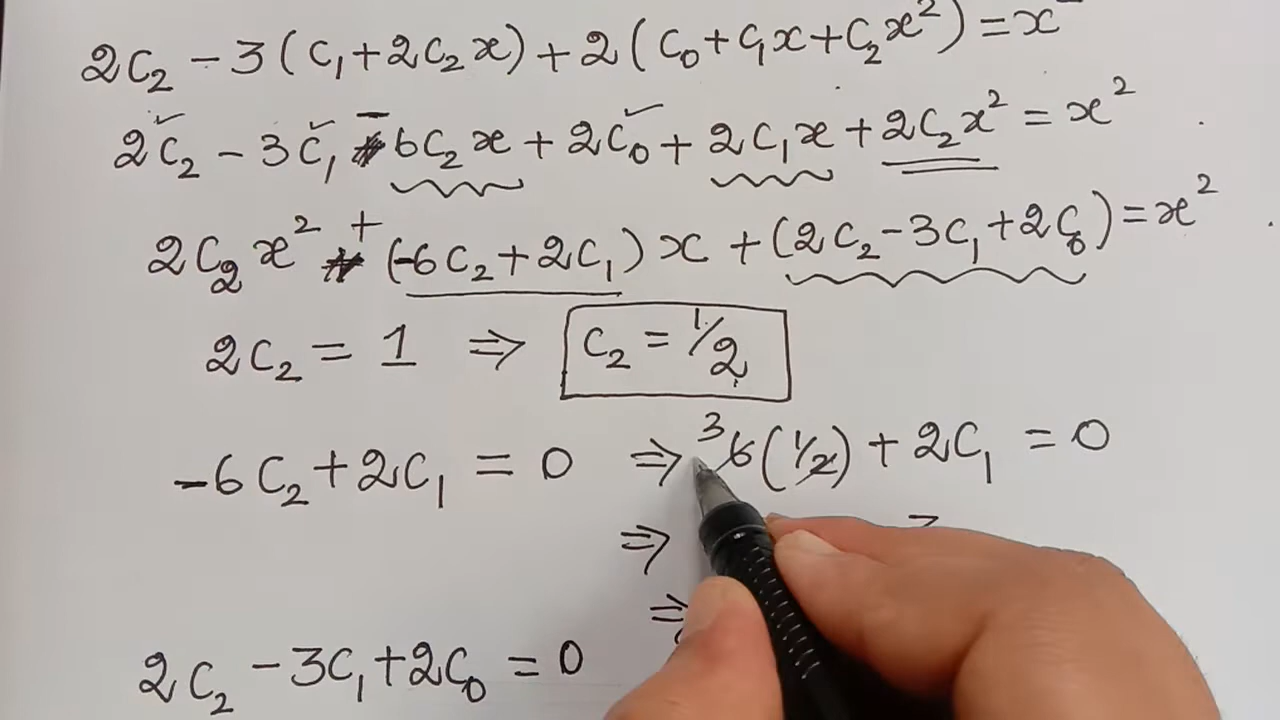 2C₂ - 3(C₁+2C₂x) + 2(C₀+C₁x+C₂x²) = x
2C₂ - 3C₁ - 6C₂x + 2C₀ + 2C₁x + 2C₂x² = x²
2C₂x² + (-6C₂+2C₁)x + (2C₂-3C₁+2C₀) = x²
2C₂ = 1 ⇒ C₂ = 1/2
-6C₂+2C₁ = 0 ⇒ 3 6(1/2) + 2C₁ = 0
⇒
⇒
2C₂ - 3C₁+2C₀ = 0